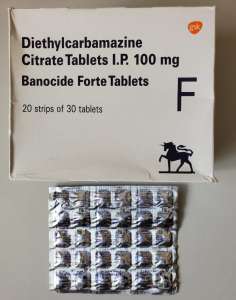 gsk
Diethylcarbamazine
Citrate Tablets I.P. 100 mg
Banocide Forte Tablets
F
20 strips of 30 tablets